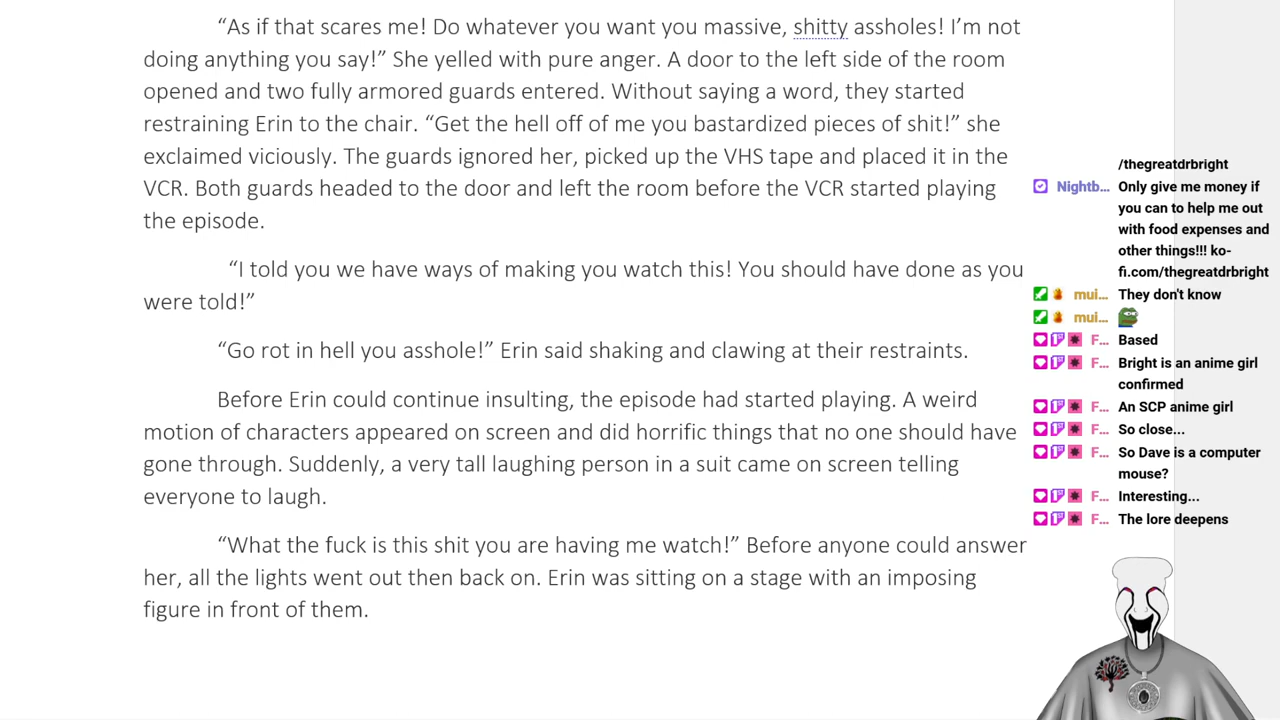 “As if that scares me! Do whatever you want you massive, shitty assholes! I’m not
doing anything you say!” She yelled with pure anger. A door to the left side of the room
opened and two fully armored guards entered. Without saying a word, they started
restraining Erin to the chair. “Get the hell off of me you bastardized pieces of shit!” she
exclaimed viciously. The guards ignored her, picked up the VHS tape and placed it in the
VCR. Both guards headed to the door and left the room before the VCR started playing
the episode.
“I told you we have ways of making you watch this! You should have done as you
were told!”
“Go rot in hell you asshole!” Erin said shaking and clawing at their restraints.
Before Erin could continue insulting, the episode had started playing. A weird
motion of characters appeared on screen and did horrific things that no one should have
gone through. Suddenly, a very tall laughing person in a suit came on screen telling
everyone to laugh.
“What the fuck is this shit you are having me watch!” Before anyone could answer
her, all the lights went out then back on. Erin was sitting on a stage with an imposing
figure in front of them.
/thegreatdrbright
Nightb... Only give me money if
you can to help me out
with food expenses and
other things!!! ko-
fi.com/thegreatdrbright
mui... They don't know
mui...
F... Based
F... Bright is an anime girl
confirmed
F... An SCP anime girl
F... So close...
F... So Dave is a computer
mouse?
F... Interesting...
F... The lore deepens